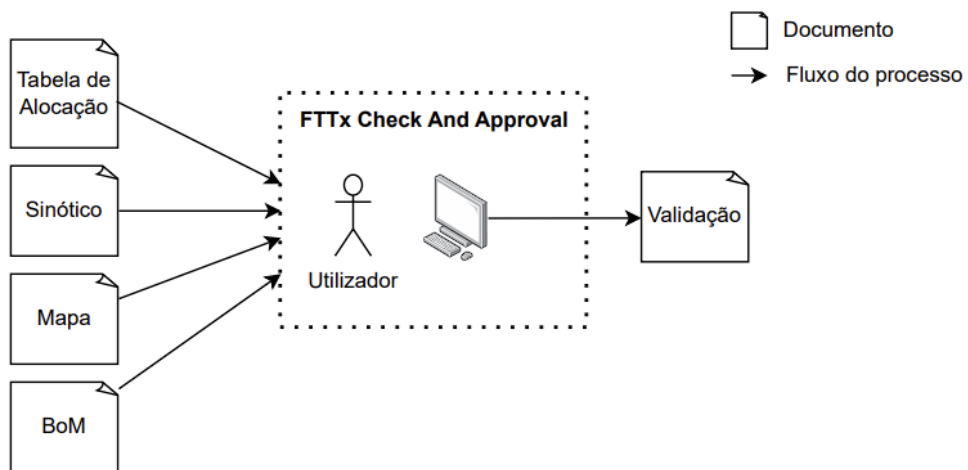 Tabela de
Alocação
Sinótico
Mapa
BoM
FTTx Check And Approval
Utilizador
Validação
Documento
Fluxo do processo